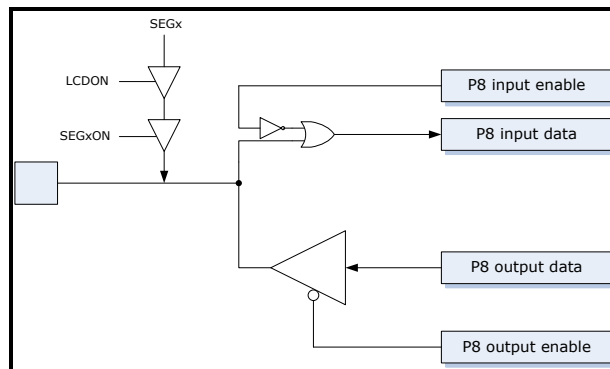 SEGx
LCDON
SEGxON
P8 input enable
P8 input data
P8 output data
P8 output enable